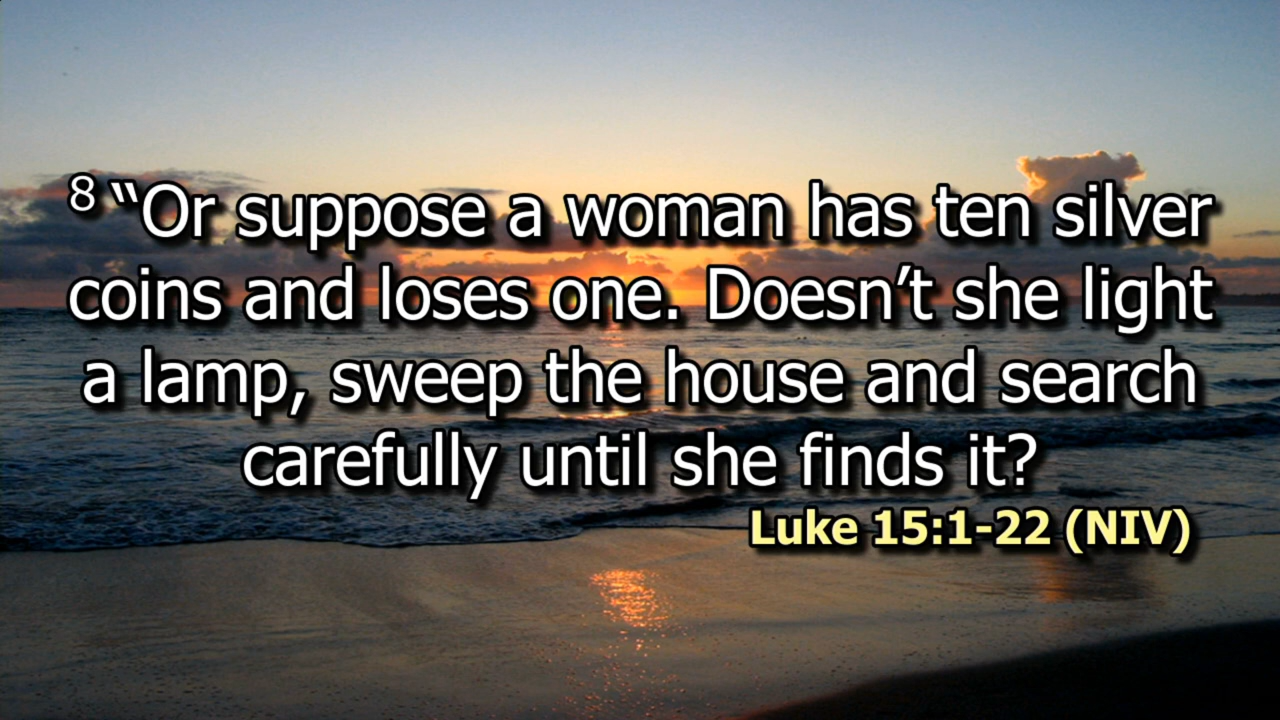 8 “Or suppose a woman has ten silver
coins and loses one. Doesn’t she light
a lamp, sweep the house and search
carefully until she finds it?
Luke 15:1-22 (NIV)